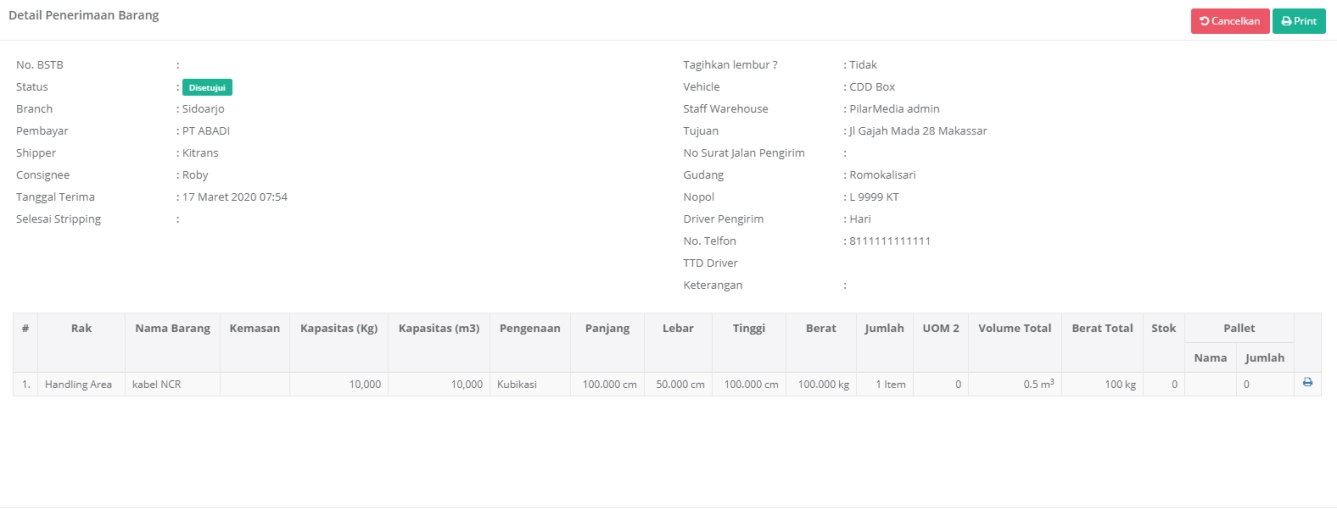 Detail Penerimaan Barang
Cancelkan Print
No. BSTB :
Status : Disetujui
Branch : Sidoarjo
Pembayar : PT ABADI
Shipper : Kitrans
Consignee : Roby
Tanggal Terima : 17 Maret 2020 07:54
Selesai Stripping :
Tagihkan lembur ? : Tidak
Vehicle : CDD Box
Staff Warehouse : PilarMedia admin
Tujuan : Jl Gajah Mada 28 Makassar
No Surat Jalan Pengirim :
Gudang : Romokalisari
Nopol : L 9999 KT
Driver Pengirim : Hari
No. Telfon : 8111111111111
TTD Driver
Keterangan :
# Rak Nama Barang Kemasan Kapasitas (Kg) Kapasitas (m3) Pengenaan Panjang Lebar Tinggi Berat Jumlah UOM 2 Volume Total Berat Total Stok Pallet
Nama Jumlah
1. Handling Area kabel NCR 10,000 10,000 Kubikasi 100.000 cm 50.000 cm 100.000 cm 100.000 kg 1 Item 0 0.5 m³ 100 kg 0 0